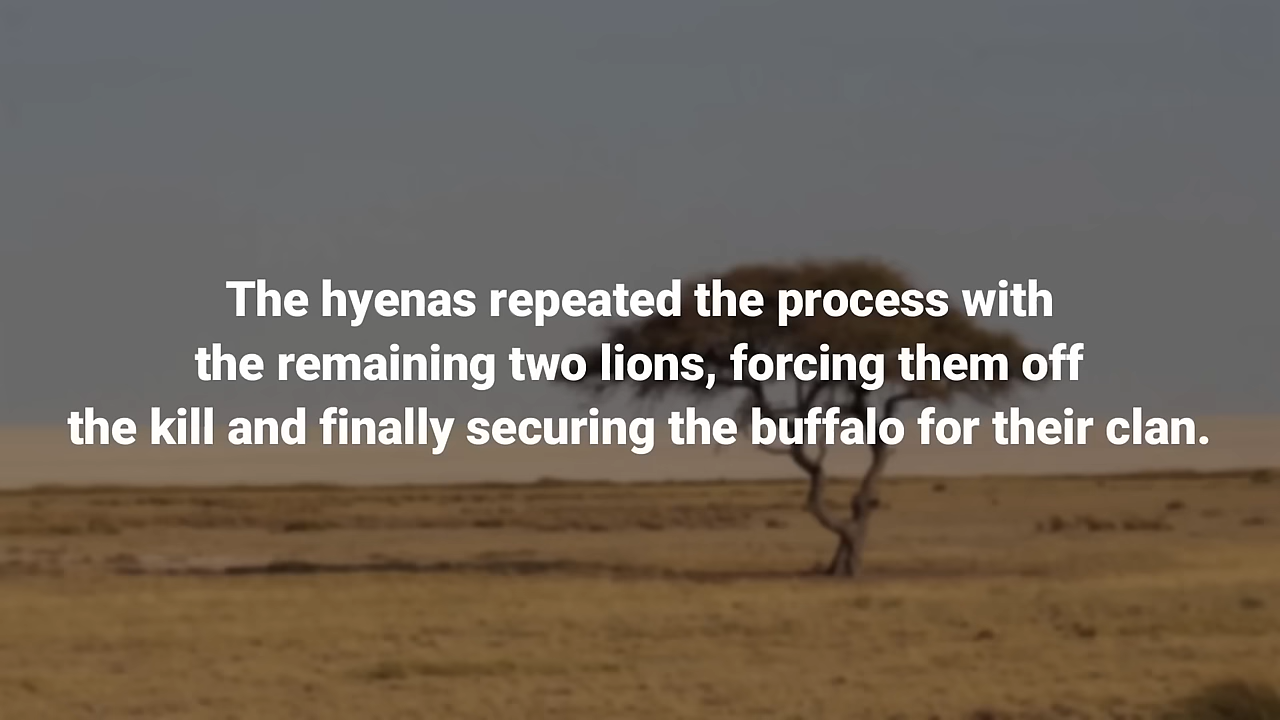 The hyenas repeated the process with
the remaining two lions, forcing them off
the kill and finally securing the buffalo for their clan.